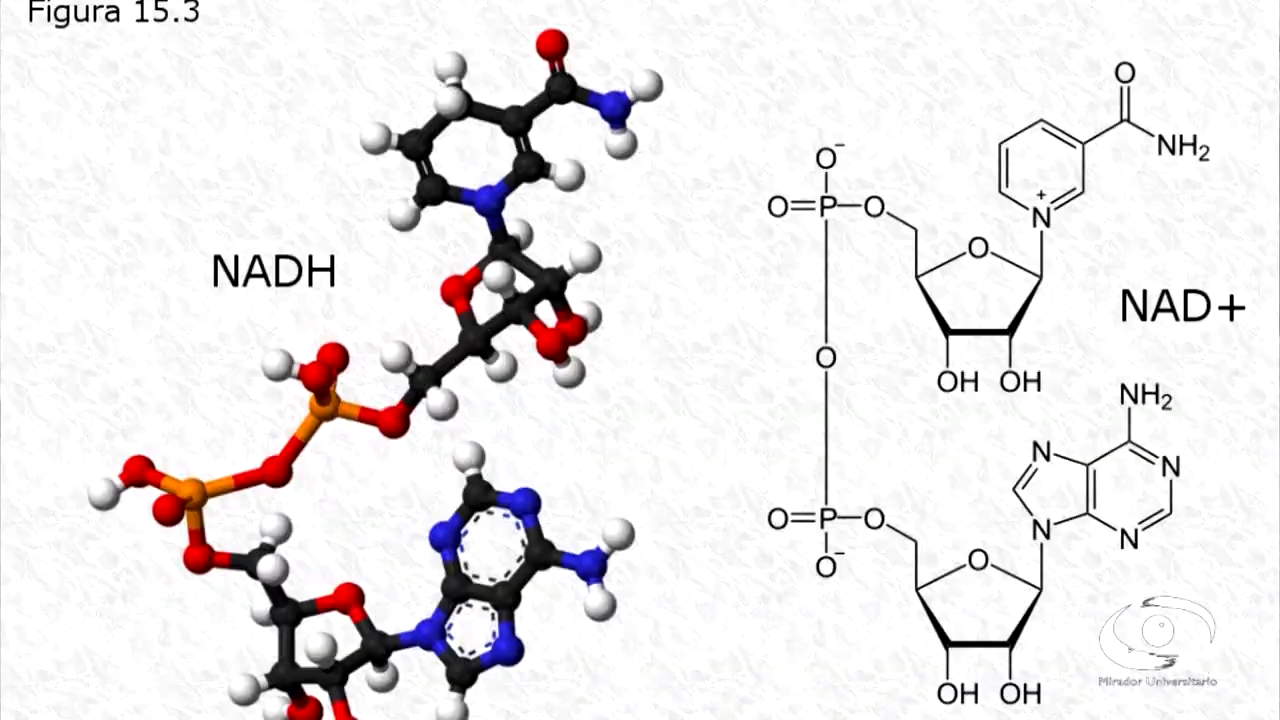 Figura 15.3
NADH
NAD+
O
NH2
O-
O=P-O
+
N
O
OH OH
O
NH2
N
N
N
N
O=P-O
O-
O
OH OH
Mirador Universitario